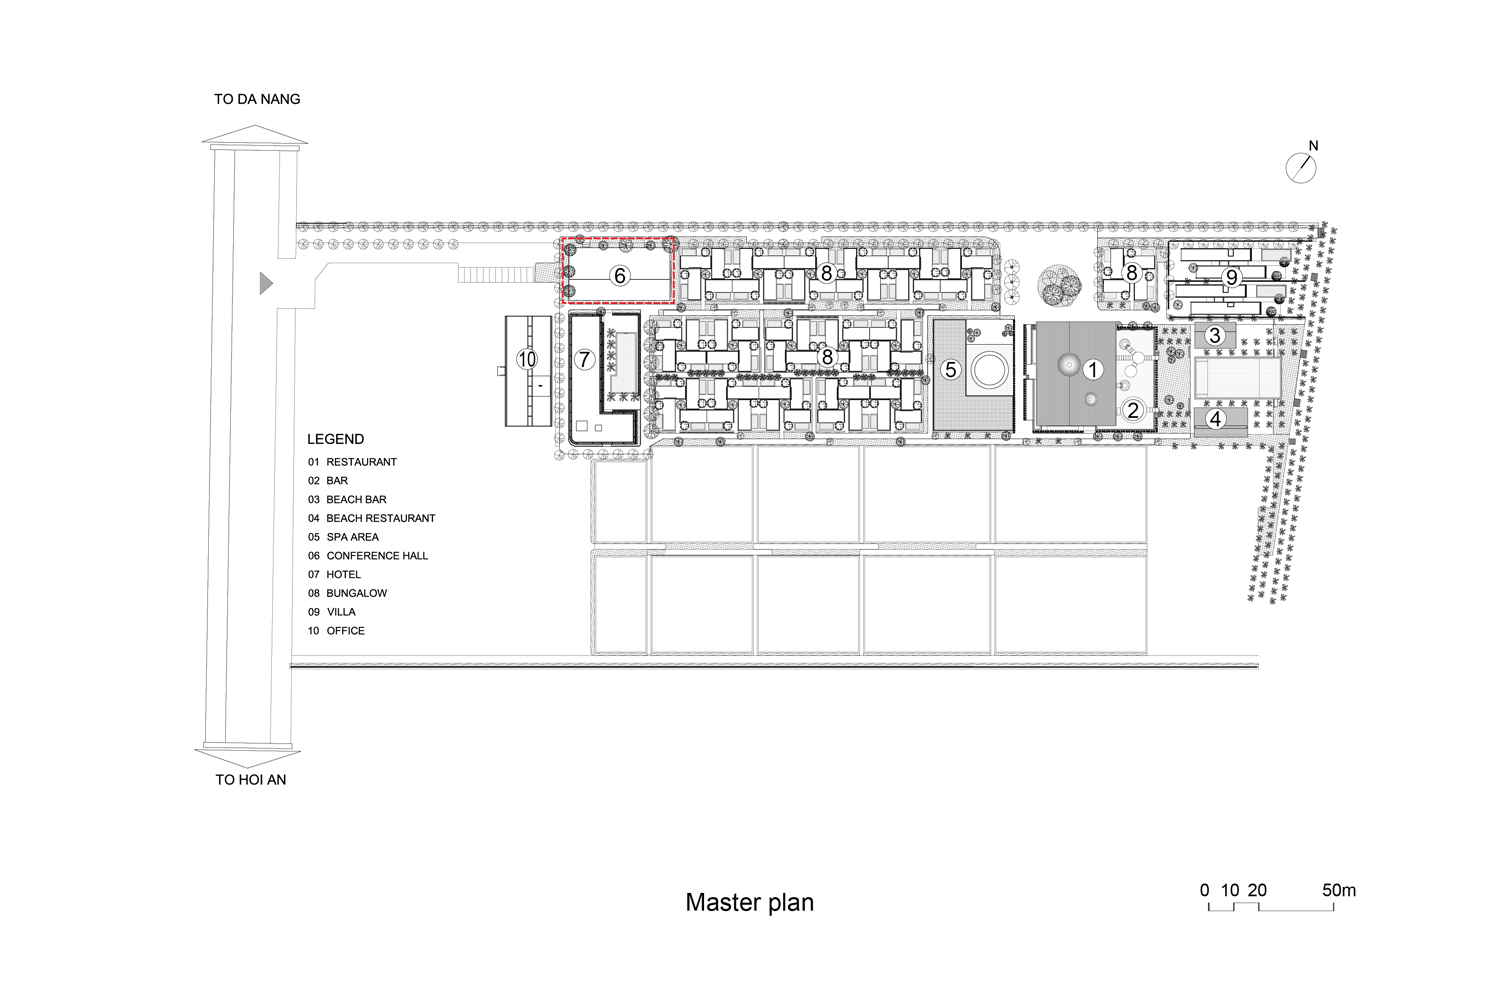 TO DA NANG
N
6
8
8
9
10
7
8
5
1
3
2
4
LEGEND
01 RESTAURANT
02 BAR
03 BEACH BAR
04 BEACH RESTAURANT
05 SPA AREA
06 CONFERENCE HALL
07 HOTEL
08 BUNGALOW
09 VILLA
10 OFFICE
TO HOI AN
Master plan
0 10 20 50m